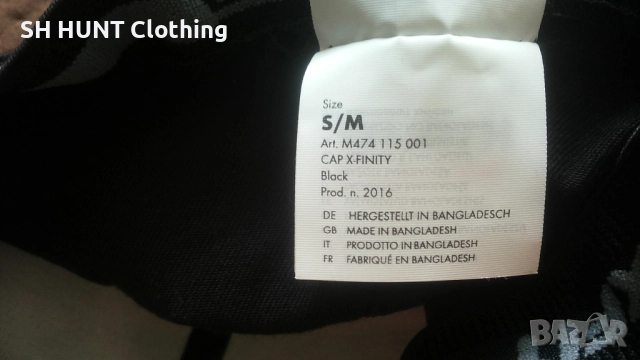 SH HUNT Clothing
Size
S/M
Art. M474 115 001
CAP X-FINITY
Black
Prod. n. 2016
DE HERGESTELLT IN BANGLADESCH
GB MADE IN BANGLADESH
IT PRODOTTO IN BANGLADESH
FR FABRIQUÉ EN BANGLADESH
BAZAR